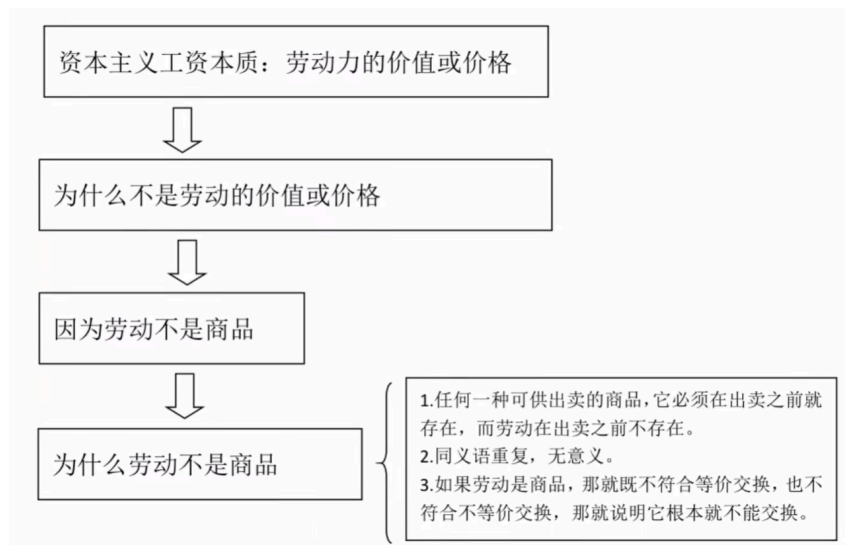 资本主义工资本质：劳动力的价值或价格
为什么不是劳动的价值或价格
因为劳动不是商品
为什么劳动不是商品
1.任何一种可供出卖的商品，它必须在出卖之前就
存在，而劳动在出卖之前不存在。
2.同义语重复，无意义。
3.如果劳动是商品，那就既不符合等价交换，也不
符合不等价交换，那就说明它根本就不能交换。